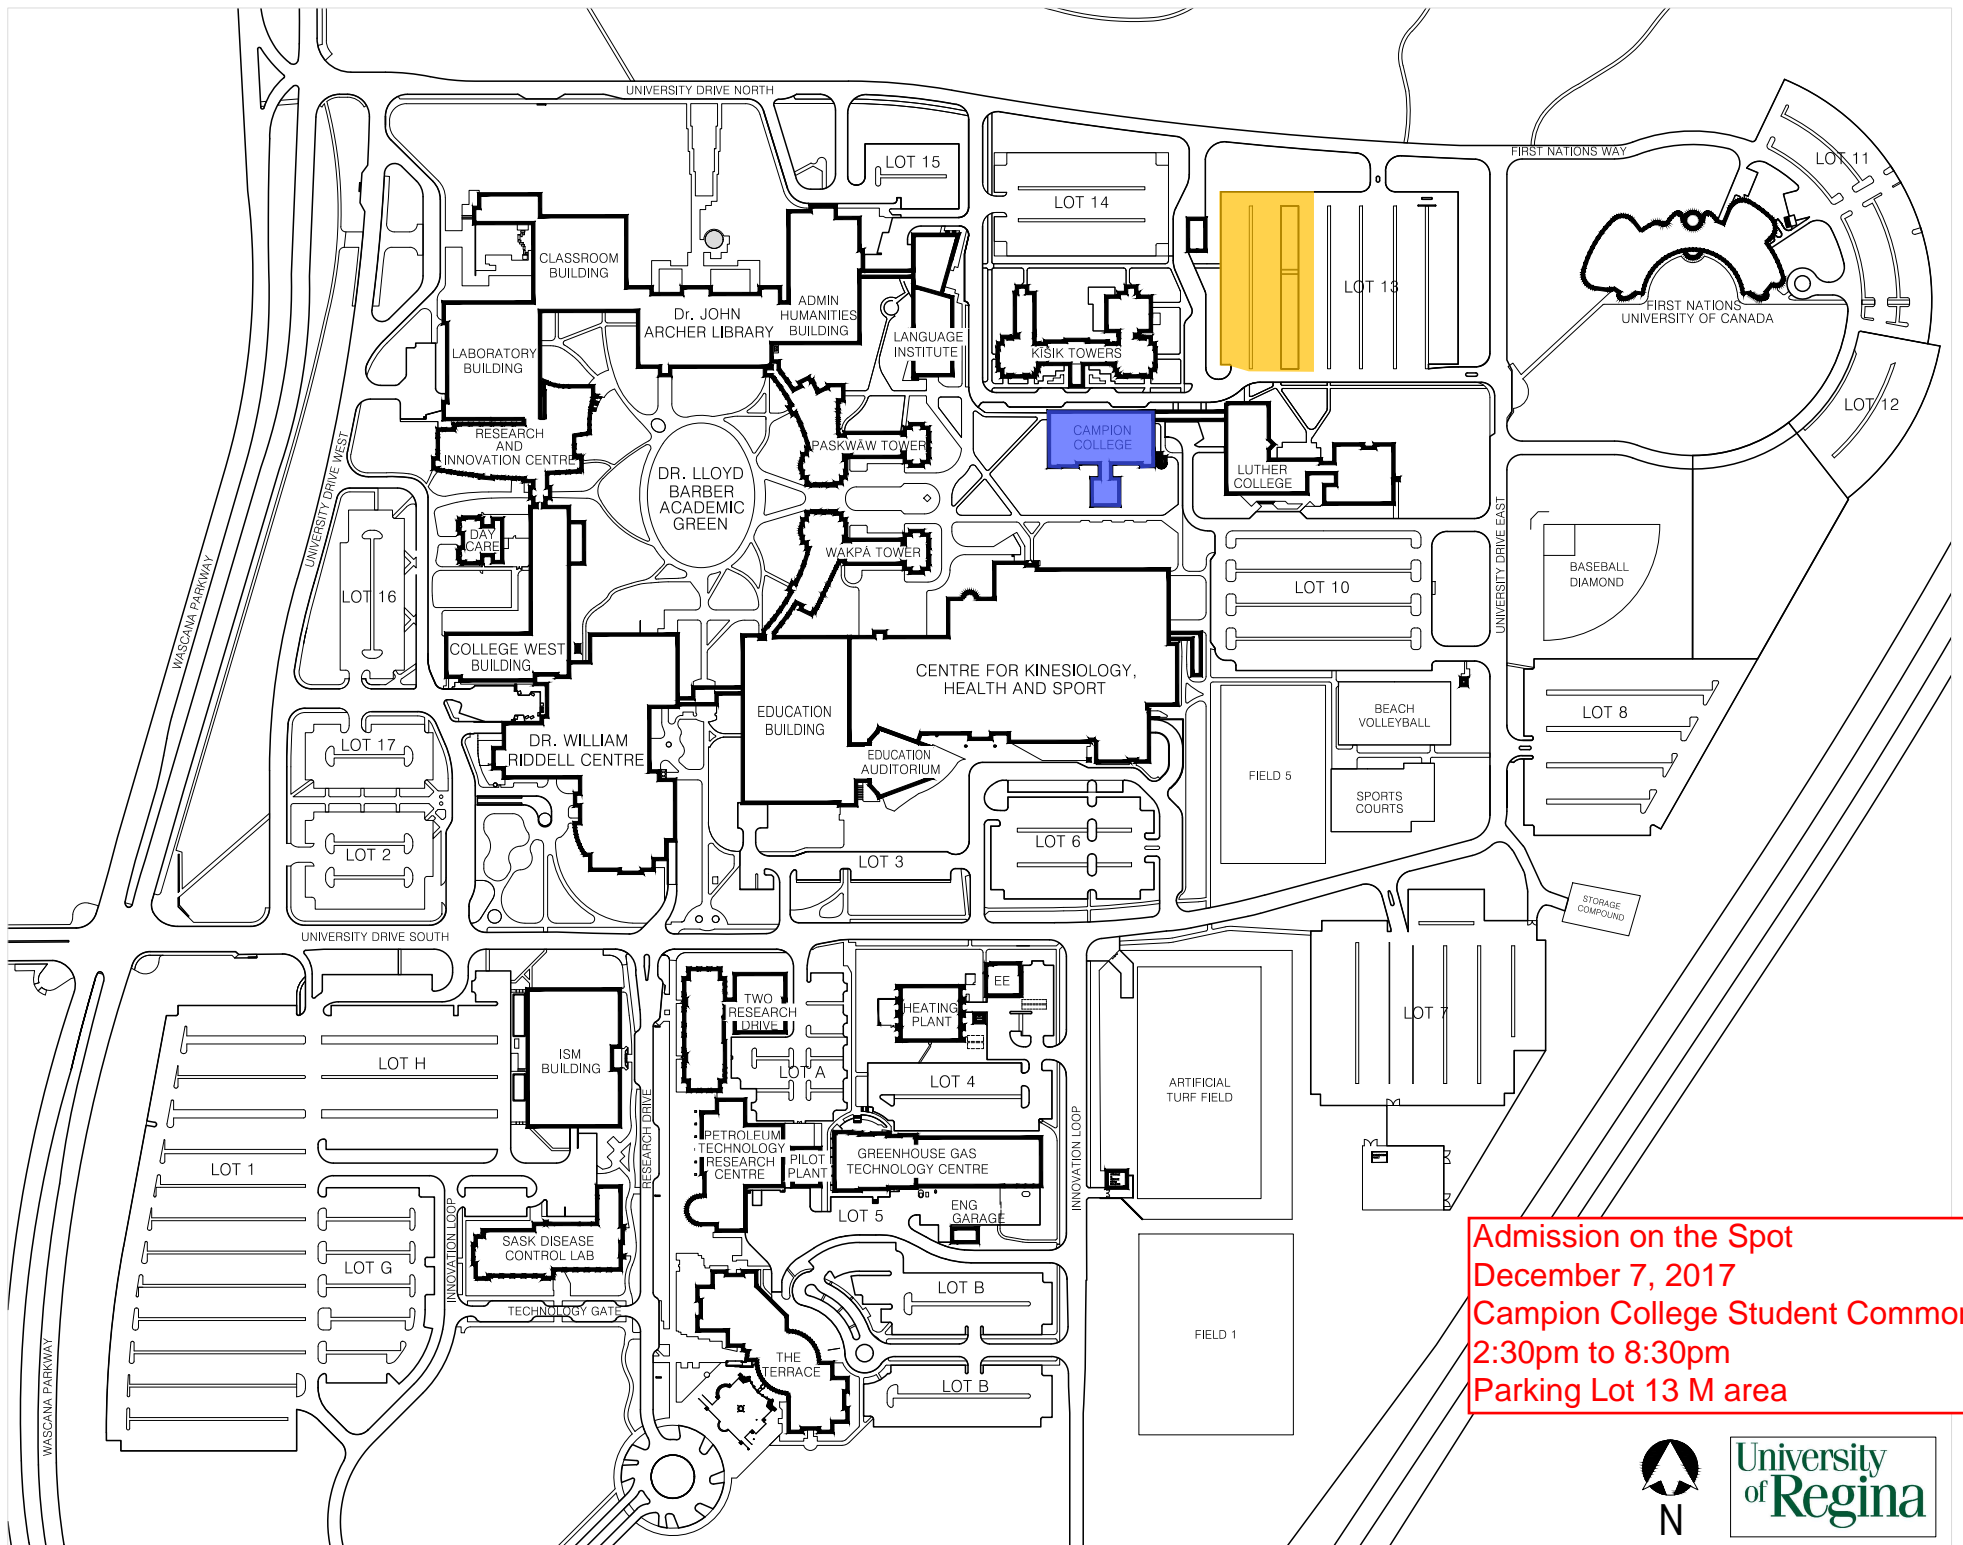 UNIVERSITY DRIVE NORTH
FIRST NATIONS WAY
LOT 11
LOT 15
LOT 14
CLASSROOM
BUILDING
ADMIN
HUMANITIES
BUILDING
Dr. JOHN
ARCHER LIBRARY
LANGUAGE
INSTITUTE
LOT 13
FIRST NATIONS
UNIVERSITY OF CANADA
KĪSIK TOWERS
LABORATORY
BUILDING
LOT 12
RESEARCH
AND
INNOVATION CENTRE
PASKWĀW TOWER
CAMPION
COLLEGE
LUTHER
COLLEGE
DR. LLOYD
BARBER
ACADEMIC
GREEN
UNIVERSITY DRIVE WEST
UNIVERSITY DRIVE EAST
DAY
CARE
WAKPĀ TOWER
BASEBALL
DIAMOND
LOT 10
LOT 16
WASCANA PARKWAY
COLLEGE WEST
BUILDING
CENTRE FOR KINESIOLOGY,
HEALTH AND SPORT
EDUCATION
BUILDING
BEACH
VOLLEYBALL
LOT 8
LOT 17
DR. WILLIAM
RIDDELL CENTRE
EDUCATION
AUDITORIUM
FIELD 5
SPORTS
COURTS
LOT 2
LOT 3
LOT 6
STORAGE
COMPOUND
UNIVERSITY DRIVE SOUTH
TWO
RESEARCH
DRIVE
EE
HEATING
PLANT
LOT 7
LOT H
ISM
BUILDING
LOT A
LOT 4
ARTIFICIAL
TURF FIELD
RESEARCH DRIVE
INNOVATION LOOP
PETROLEUM
TECHNOLOGY
RESEARCH
CENTRE
PILOT
PLANT
GREENHOUSE GAS
TECHNOLOGY CENTRE
LOT 1
LOT 5
ENG
GARAGE
INNOVATION LOOP
SASK DISEASE
CONTROL LAB
LOT G
LOT B
TECHNOLOGY GATE
FIELD 1
THE
TERRACE
LOT B
WASCANA PARKWAY
Admission on the Spot
December 7, 2017
Campion College Student Common
2:30pm to 8:30pm
Parking Lot 13 M area
N
University
of Regina